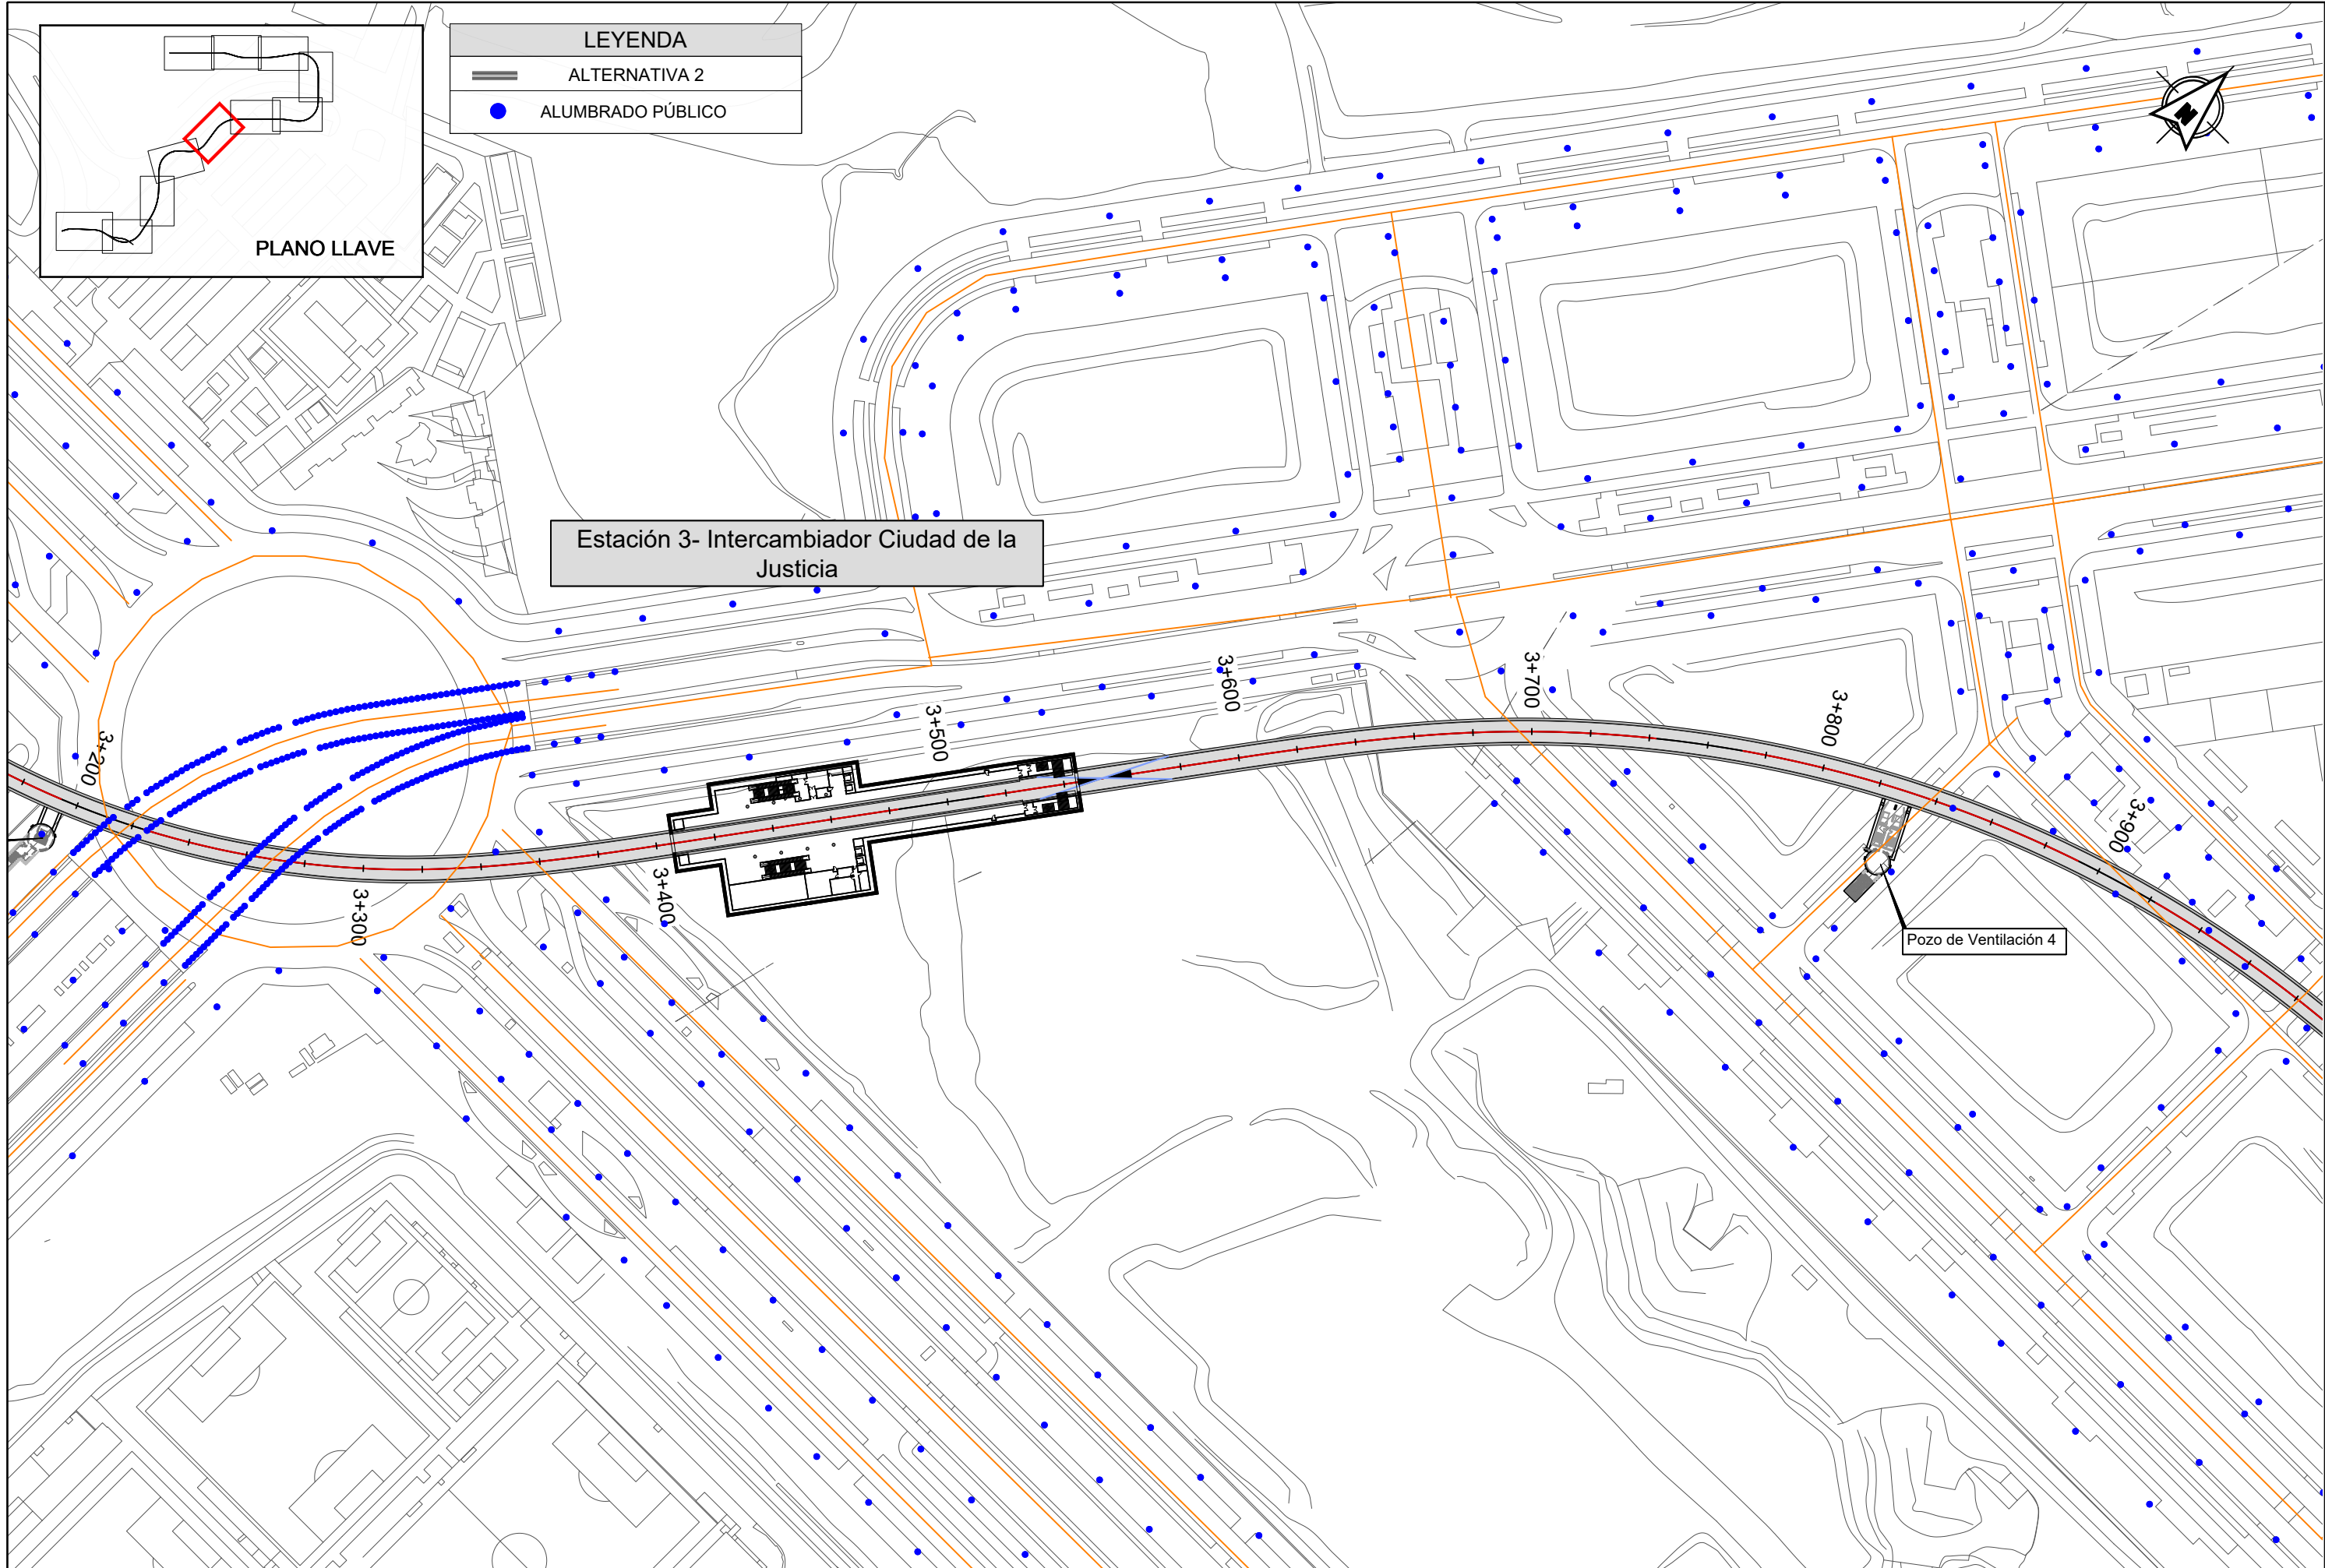 LEYENDA
ALTERNATIVA 2
ALUMBRADO PÚBLICO
PLANO LLAVE
N
Estación 3- Intercambiador Ciudad de la
Justicia
3+200
3+300
3+400
3+500
3+600
3+700
3+800
3+900
Pozo de Ventilación 4